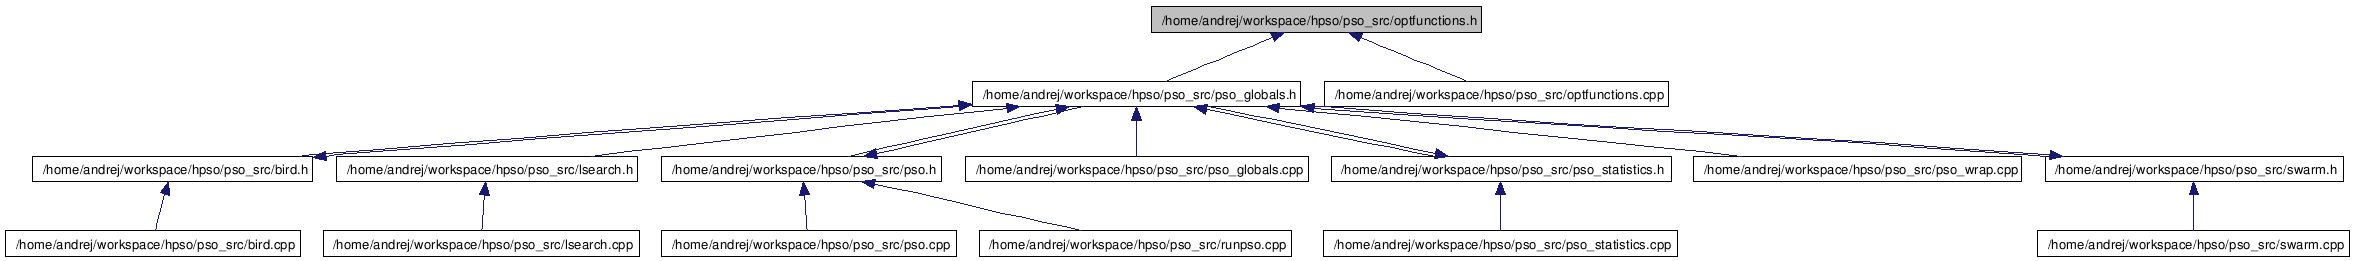 /home/andrej/workspace/hpso/pso_src/optfunctions.h
/home/andrej/workspace/hpso/pso_src/pso_globals.h
/home/andrej/workspace/hpso/pso_src/optfunctions.cpp
/home/andrej/workspace/hpso/pso_src/bird.h
/home/andrej/workspace/hpso/pso_src/lsearch.h
/home/andrej/workspace/hpso/pso_src/pso.h
/home/andrej/workspace/hpso/pso_src/pso_globals.cpp
/home/andrej/workspace/hpso/pso_src/pso_statistics.h
/home/andrej/workspace/hpso/pso_src/pso_wrap.cpp
/home/andrej/workspace/hpso/pso_src/swarm.h
/home/andrej/workspace/hpso/pso_src/bird.cpp
/home/andrej/workspace/hpso/pso_src/lsearch.cpp
/home/andrej/workspace/hpso/pso_src/pso.cpp
/home/andrej/workspace/hpso/pso_src/runpso.cpp
/home/andrej/workspace/hpso/pso_src/pso_statistics.cpp
/home/andrej/workspace/hpso/pso_src/swarm.cpp